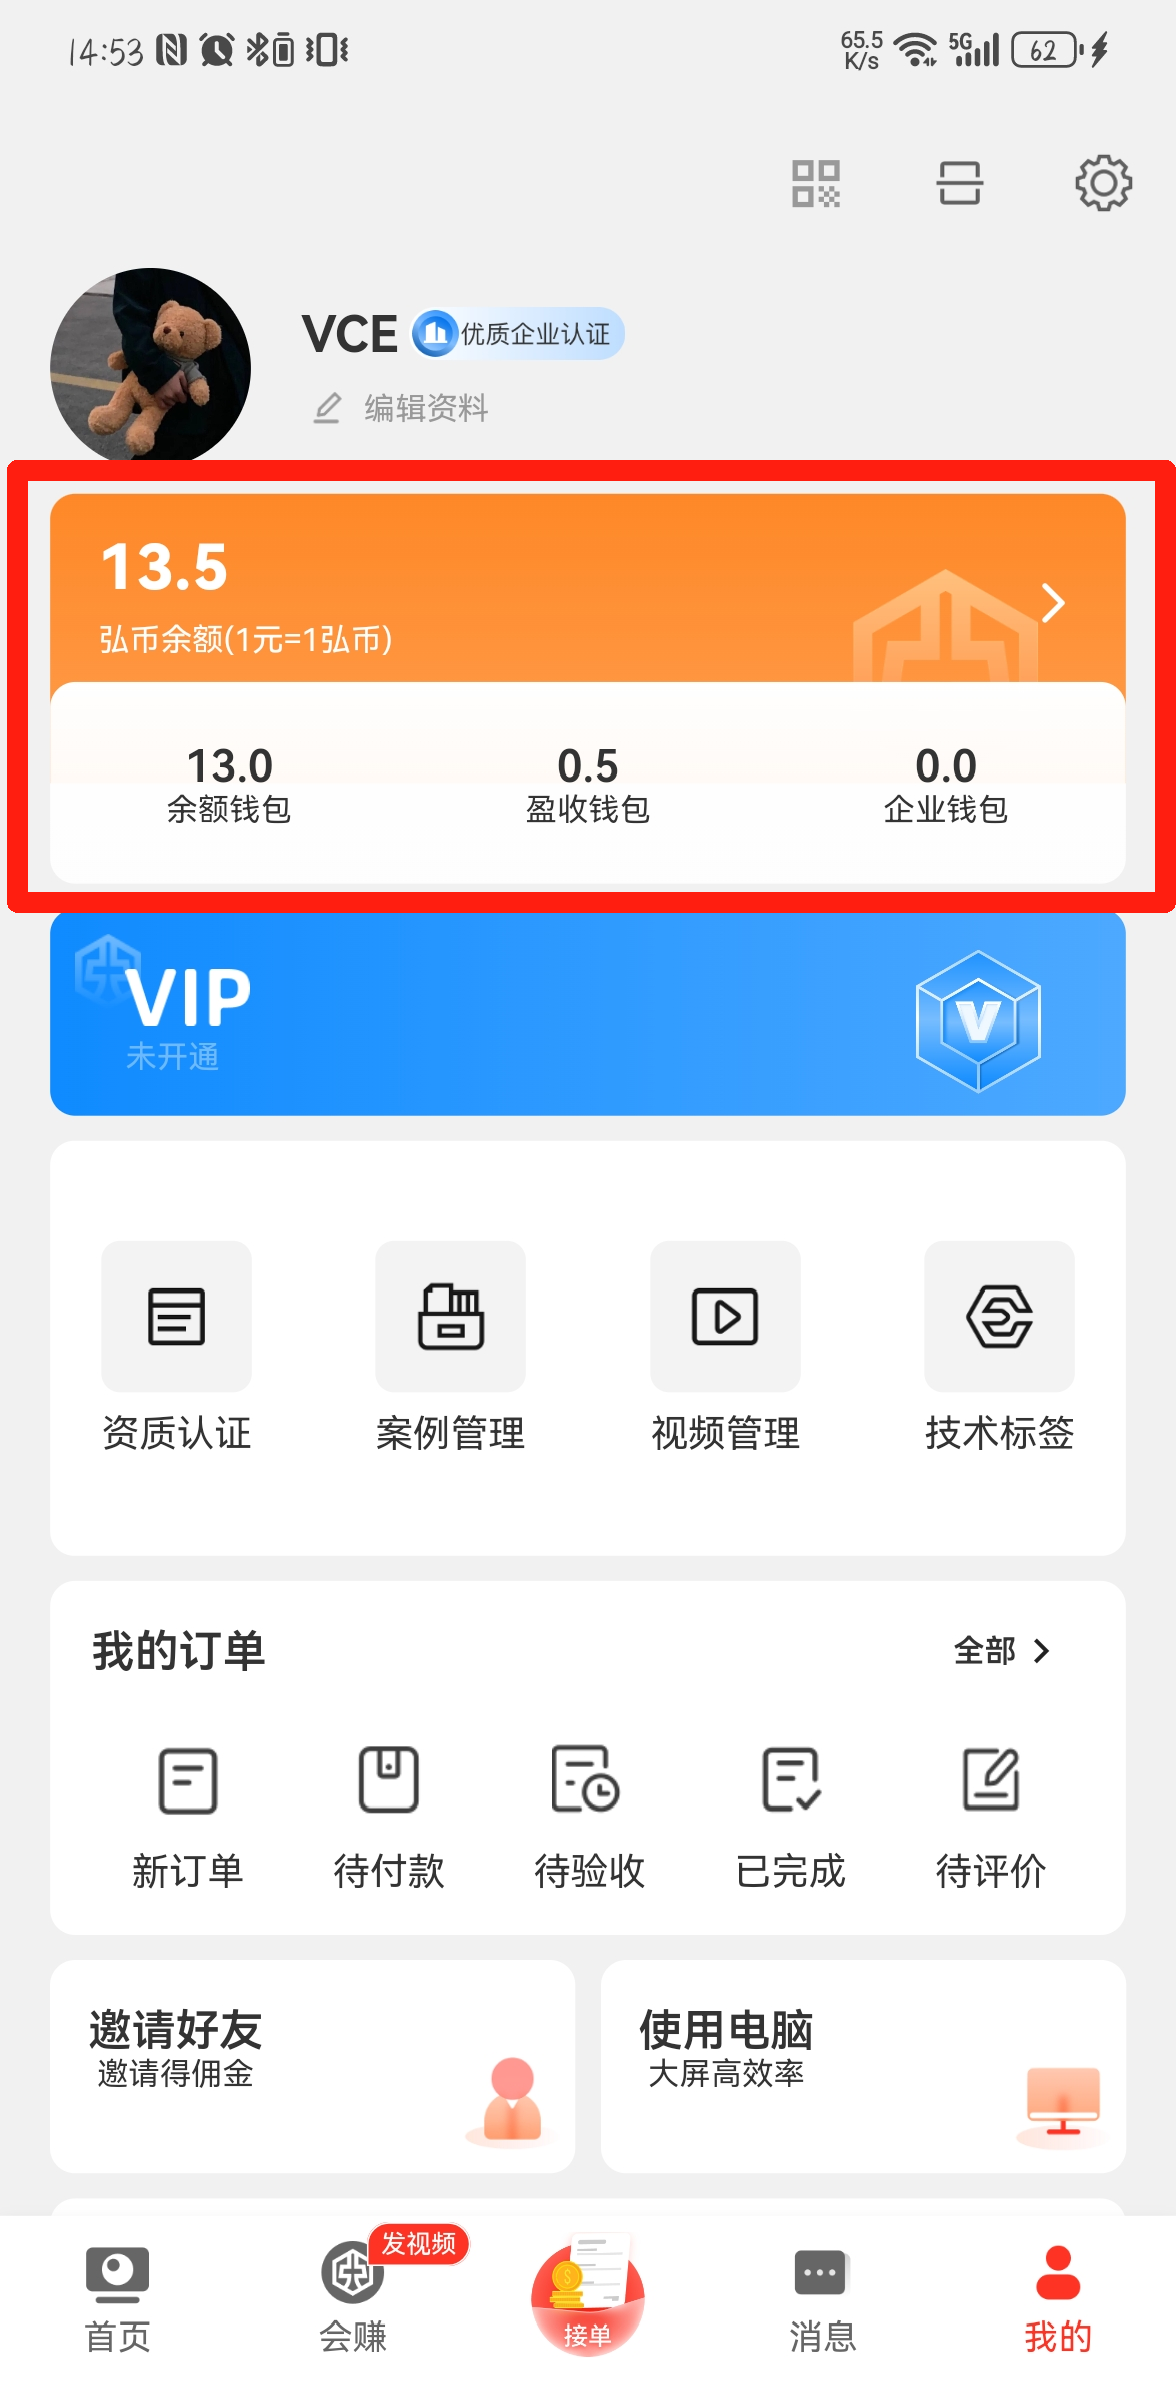 14:53
65.5 K/s 5G 62
VCE 优质企业认证
编辑资料
13.5
弘币余额(1元=1弘币)
13.0 0.5 0.0
余额钱包 盈收钱包 企业钱包
VIP
未开通
V
资质认证 案例管理 视频管理 技术标签
我的订单 全部
新订单 待付款 待验收 已完成 待评价
邀请好友 使用电脑
邀请得佣金 大屏高效率
发视频
接单
首页 会赚 消息 我的